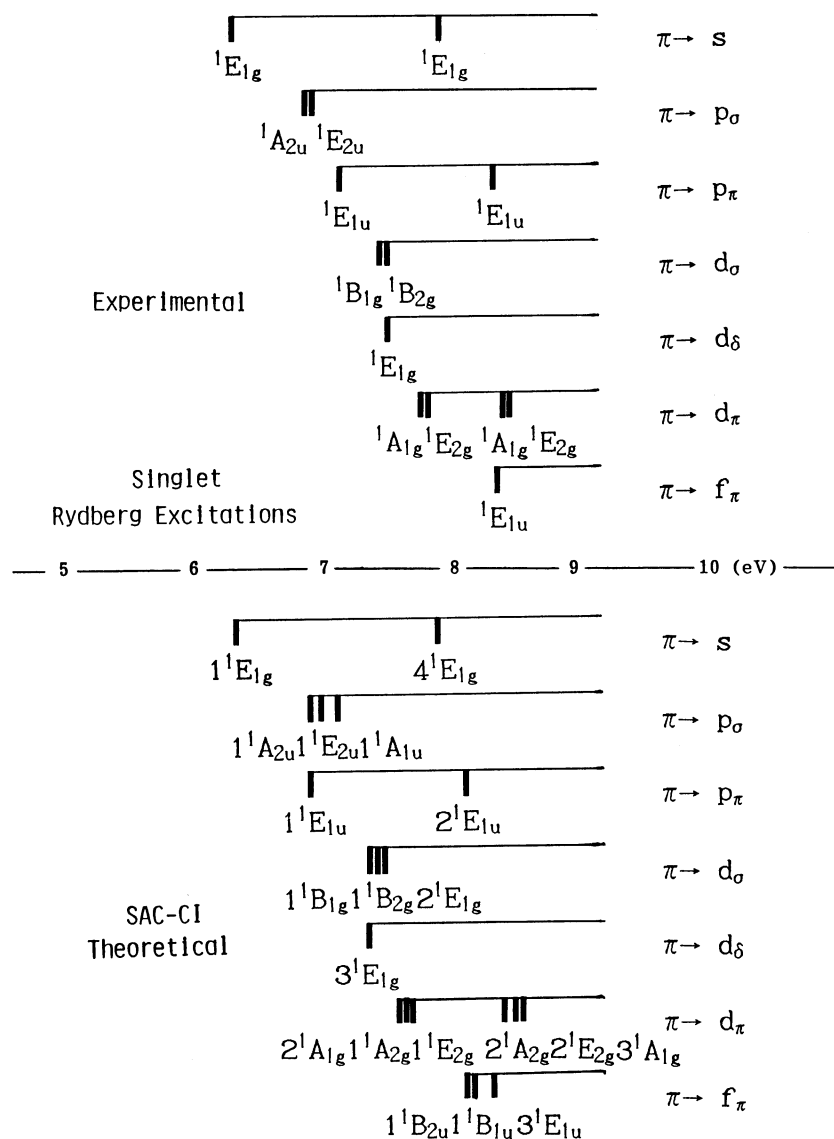 ¹E₁g ¹E₁g π→ s
¹A₂u ¹E₂u π→ pσ
¹E₁u ¹E₁u π→ pπ
¹B₁g ¹B₂g π→ dσ
Experimental
¹E₁g π→ dδ
¹A₁g ¹E₂g ¹A₁g ¹E₂g π→ dπ
Singlet
Rydberg Excitations
¹E₁u π→ fπ
5 6 7 8 9 10 (eV)
1¹E₁g 4¹E₁g π→ s
1¹A₂u 1¹E₂u 1¹A₁u π→ pσ
1¹E₁u 2¹E₁u π→ pπ
1¹B₁g 1¹B₂g 2¹E₁g π→ dσ
SAC-CI
Theoretical
3¹E₁g π→ dδ
2¹A₁g 1¹A₂g 1¹E₂g 2¹A₂g 2¹E₂g 3¹A₁g π→ dπ
1¹B₂u 1¹B₁u 3¹E₁u π→ fπ